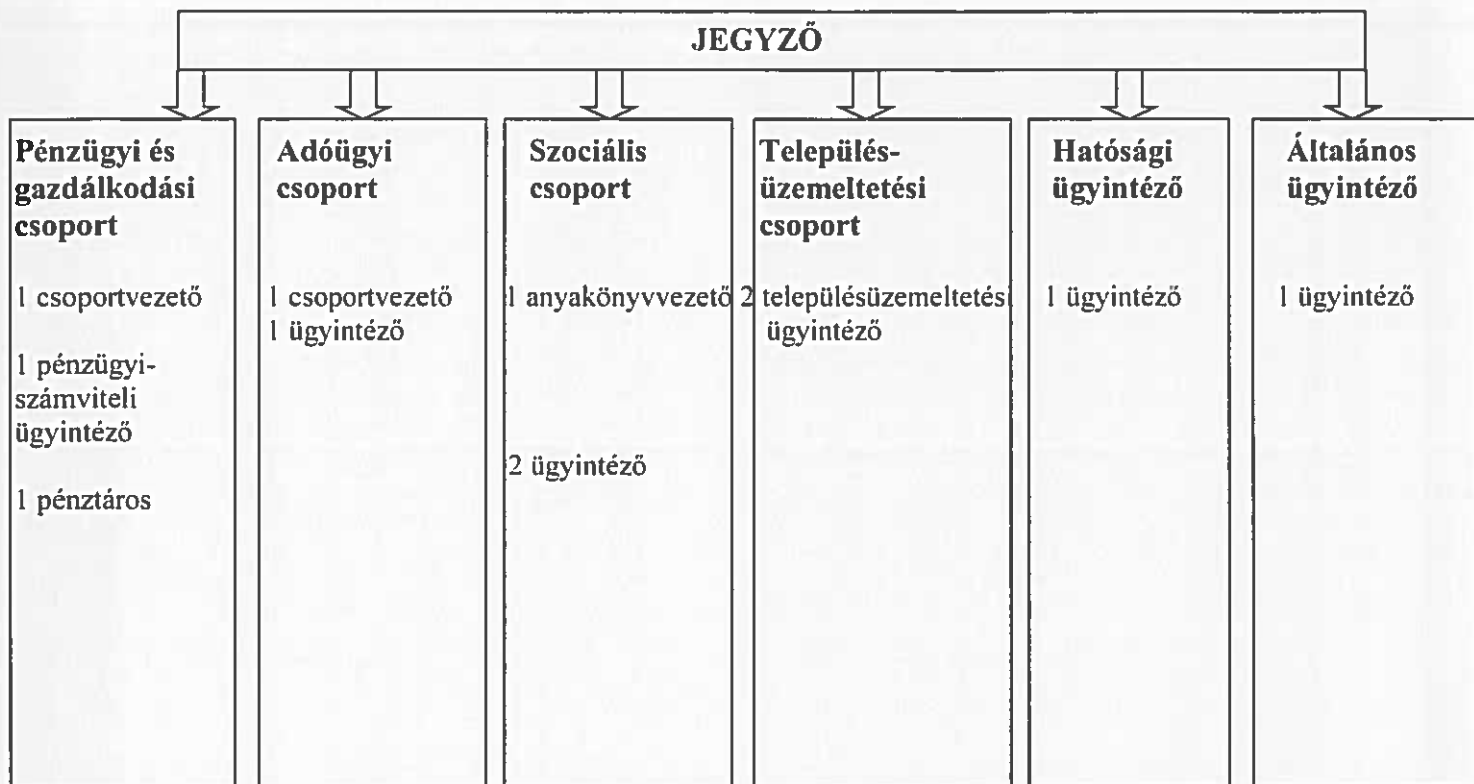 JEGYZŐ
Pénzügyi és
gazdálkodási
csoport
1 csoportvezető
1 pénzügyi-
számviteli
ügyintéző
1 pénztáros
Adóügyi
csoport
1 csoportvezető
1 ügyintéző
Szociális
csoport
1 anyakönyvvezető
2 ügyintéző
Település-
üzemeltetési
csoport
2 településüzemeltetési
ügyintéző
Hatósági
ügyintéző
1 ügyintéző
Általános
ügyintéző
1 ügyintéző